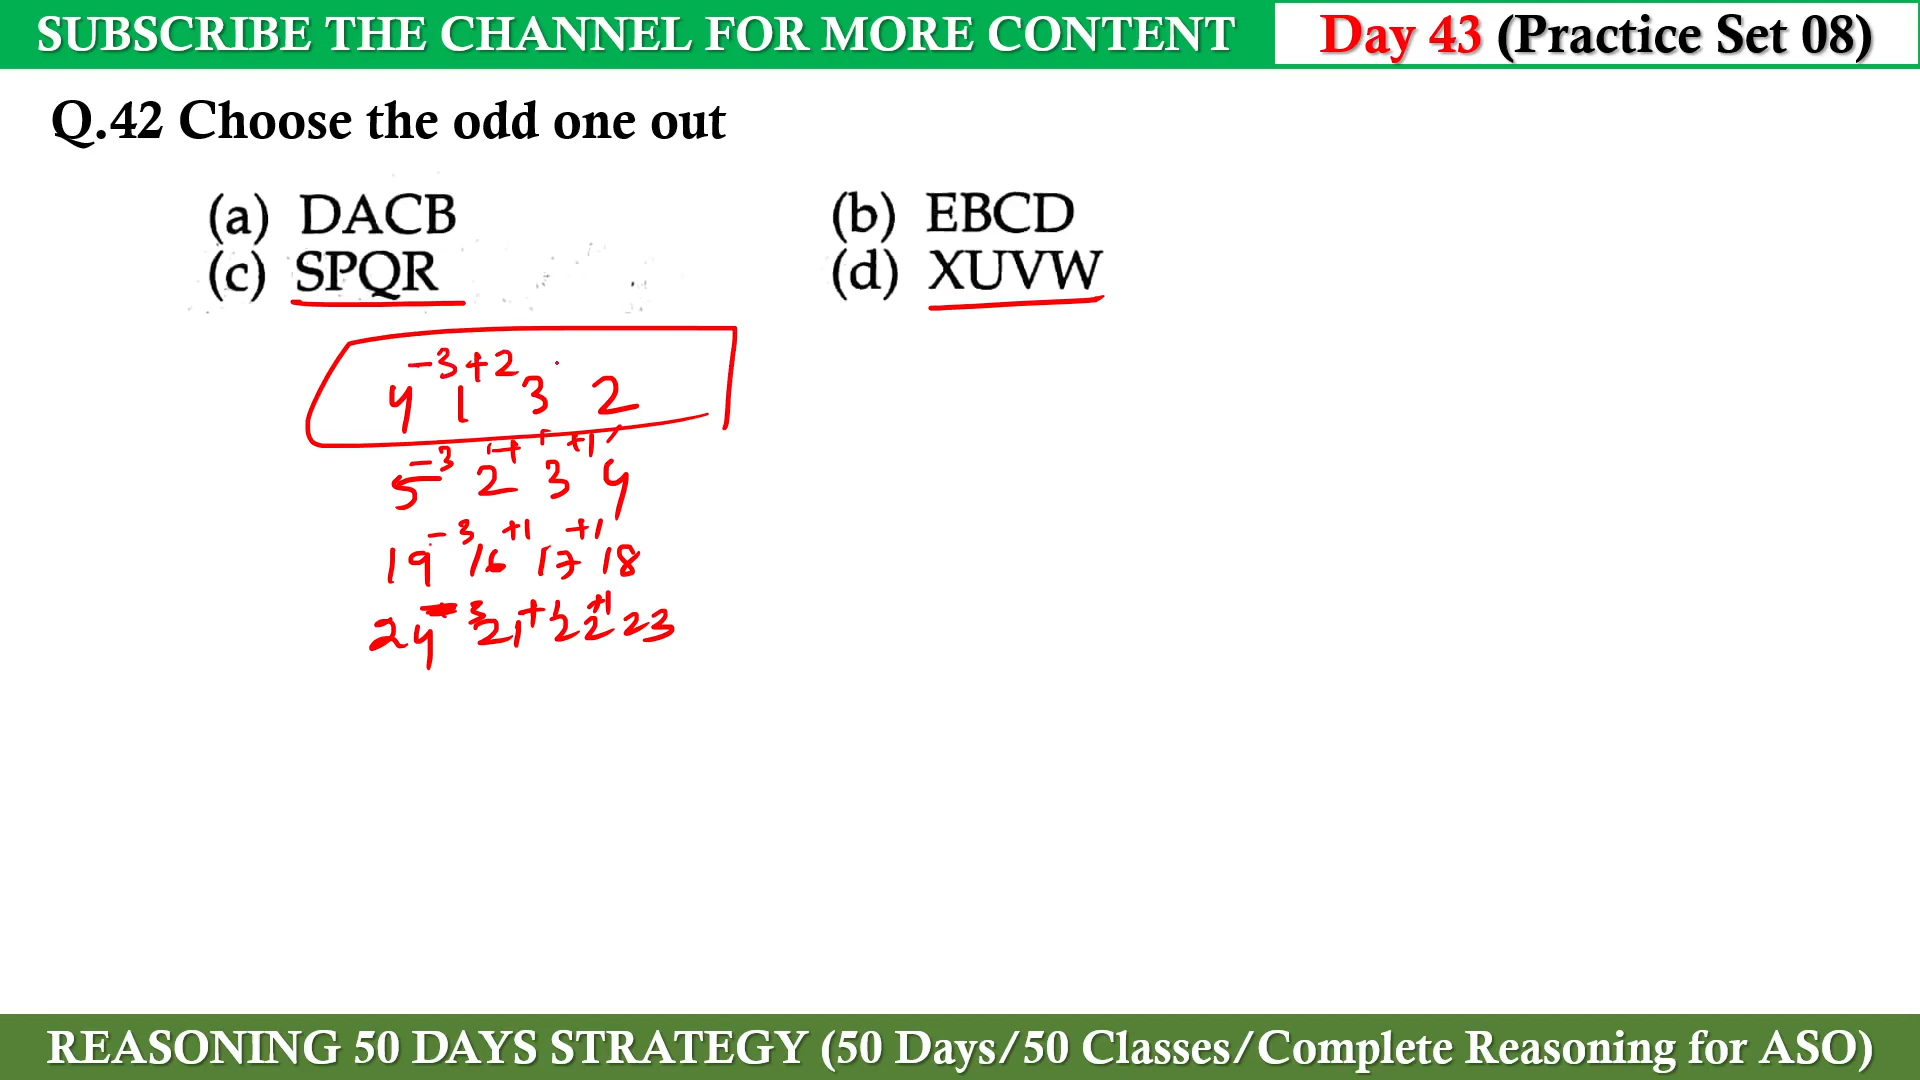 SUBSCRIBE THE CHANNEL FOR MORE CONTENT Day 43 (Practice Set 08)
Q.42 Choose the odd one out
(a) DACB (b) EBCD
(c) SPQR (d) XUVW
-3 +2
4 1 3 2
-3 +1 +1
5 2 3 4
-3 +1 +1
19 16 17 18
-3 +1 +1
24 21 22 23
REASONING 50 DAYS STRATEGY (50 Days/50 Classes/Complete Reasoning for ASO)